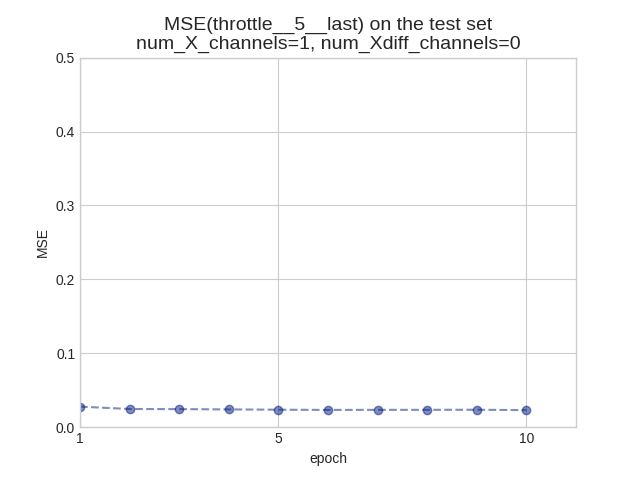 MSE(throttle__5__last) on the test set
num_X_channels=1, num_Xdiff_channels=0
0.5
0.4
0.3
MSE
0.2
0.1
0.0
1
5
10
epoch